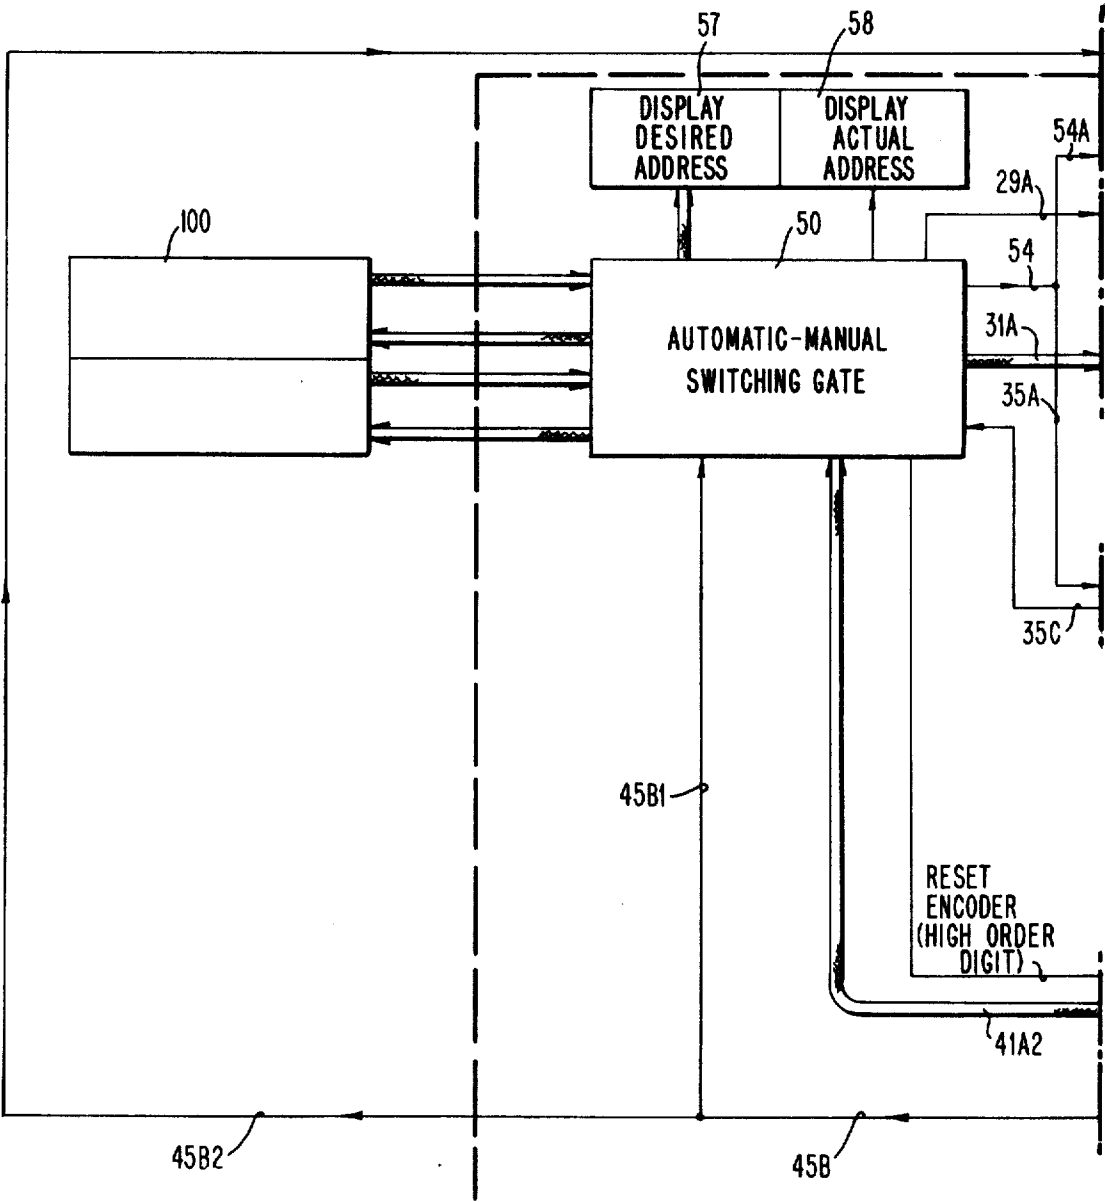 57
58
DISPLAY
DESIRED
ADDRESS
DISPLAY
ACTUAL
ADDRESS
54A
29A
100
50
54
31A
AUTOMATIC-MANUAL
SWITCHING GATE
35A
35C
45B1
RESET
ENCODER
(HIGH ORDER
DIGIT)
41A2
45B2
45B